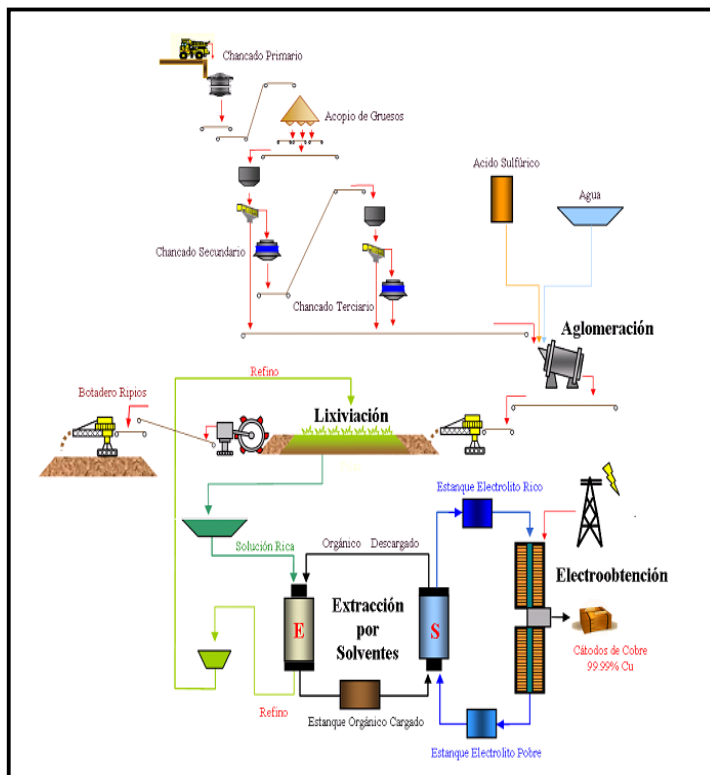 Chancado Primario
Acopio de Gruesos
Acido Sulfúrico
Agua
Chancado Secundario
Chancado Terciario
Aglomeración
Refino
Botadero Ripios
Lixiviación
Estanque Electrolito Rico
Solución Rica
Orgánico Descargado
Electroobtención
E
Extracción
por
Solventes
S
Cátodos de Cobre
99.99% Cu
Refino
Estanque Orgánico Cargado
Estanque Electrolito Pobre